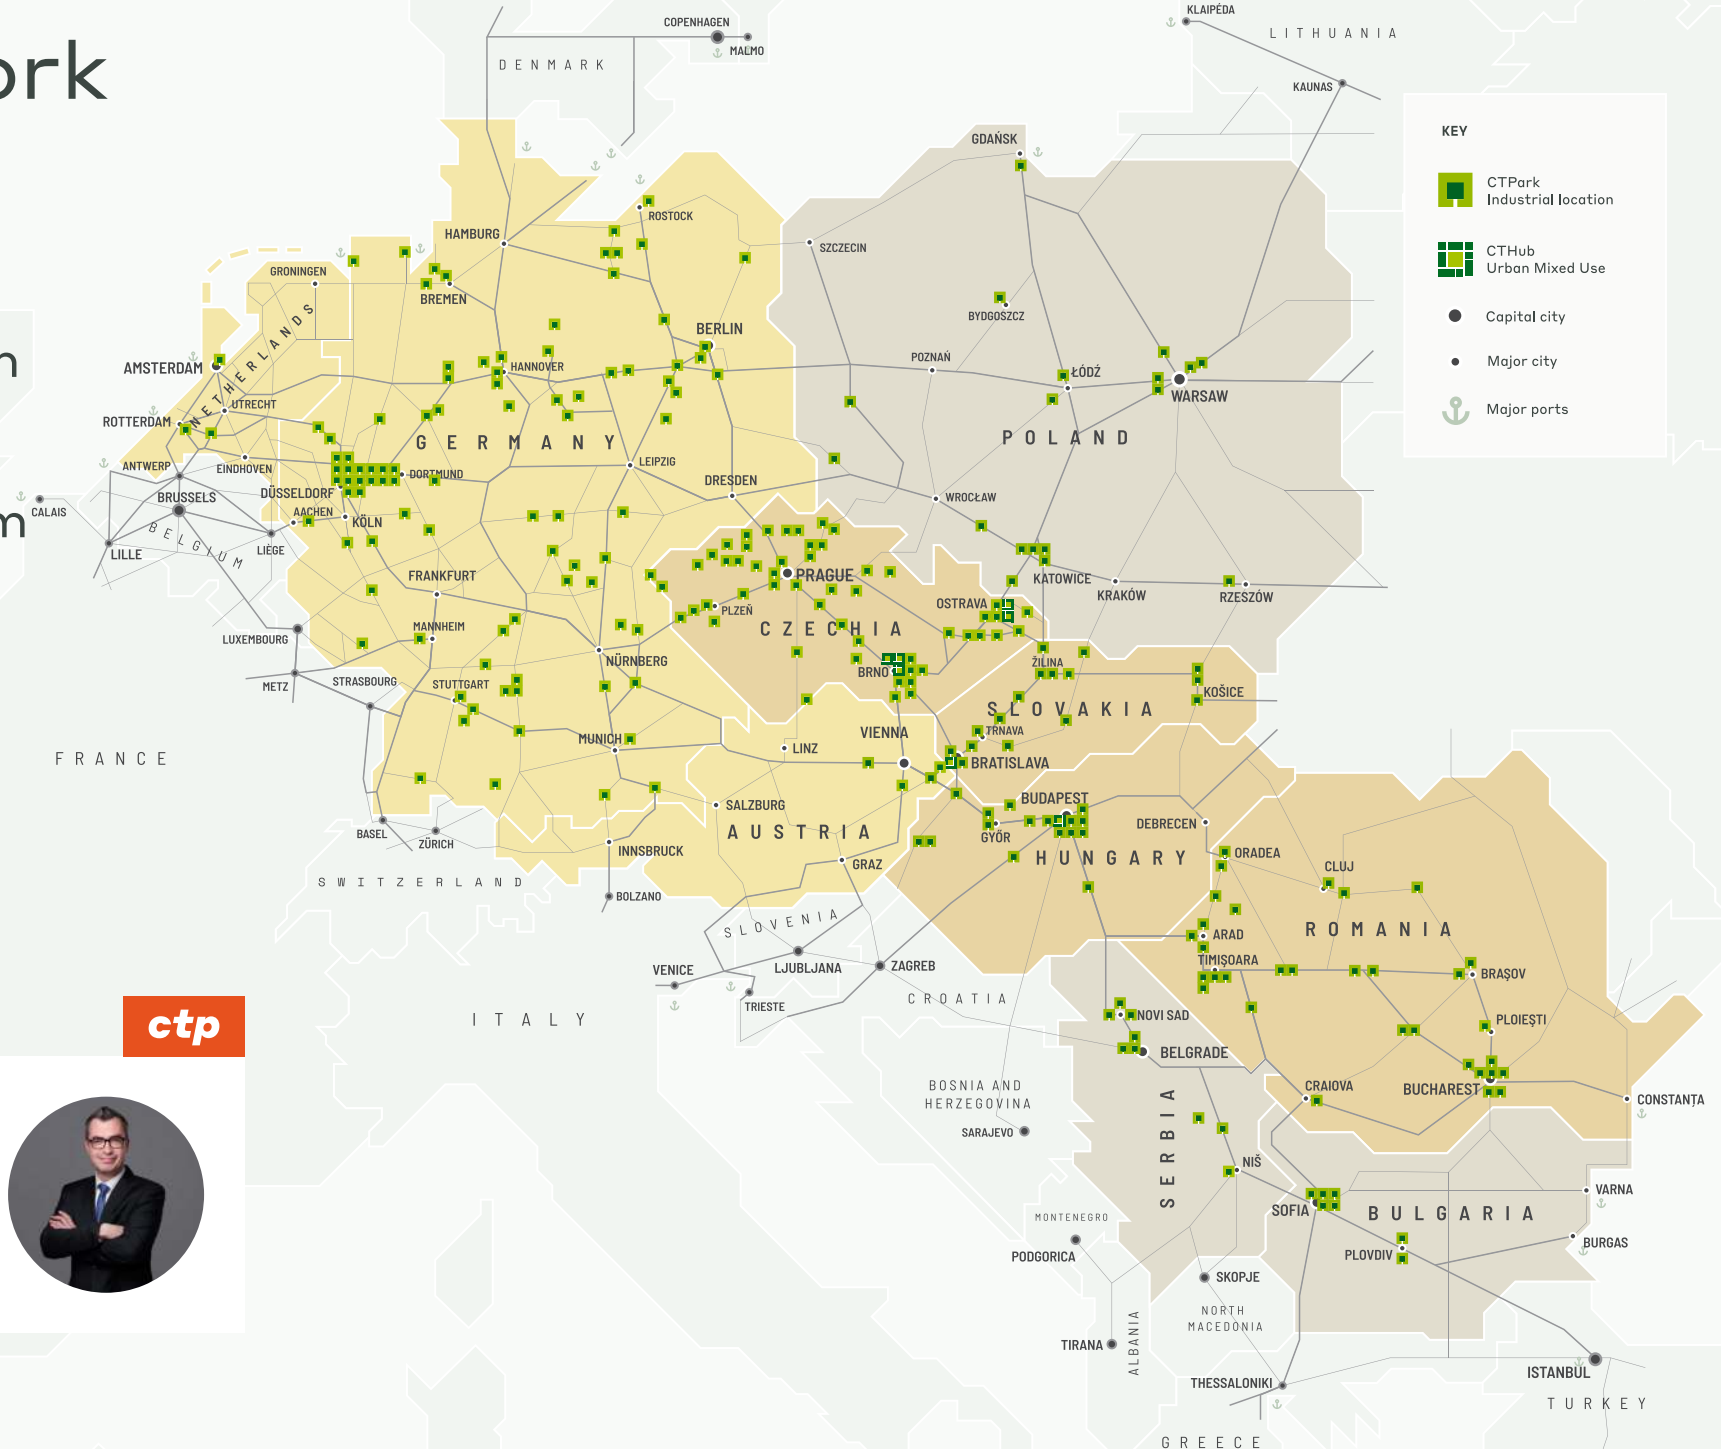 ork
n
m
COPENHAGEN
MALMO
DENMARK
KLAIPÉDA
LITHUANIA
KAUNAS
KEY
CTPark
Industrial location
CTHub
Urban Mixed Use
Capital city
Major city
Major ports
GDAŃSK
ROSTOCK
HAMBURG
SZCZECIN
GRONINGEN
BREMEN
BYDGOSZCZ
NETHERLANDS
BERLIN
AMSTERDAM
HANNOVER
POZNAŃ
ŁÓDŹ
WARSAW
UTRECHT
ROTTERDAM
GERMANY
POLAND
ANTWERP
EINDHOVEN
DORTMUND
LEIPZIG
DRESDEN
BRUSSELS
DÜSSELDORF
WROCŁAW
CALAIS
AACHEN
KÖLN
BELGIUM
LILLE
LIÈGE
FRANKFURT
PRAGUE
KATOWICE
KRAKÓW
RZESZÓW
OSTRAVA
PLZEŇ
LUXEMBOURG
MANNHEIM
CZECHIA
NÜRNBERG
ŽILINA
BRNO
METZ
STRASBOURG
STUTTGART
KOŠICE
SLOVAKIA
VIENNA
TRNAVA
MUNICH
LINZ
FRANCE
BRATISLAVA
SALZBURG
BUDAPEST
BASEL
ZÜRICH
AUSTRIA
GYŐR
DEBRECEN
INNSBRUCK
HUNGARY
ORADEA
GRAZ
CLUJ
SWITZERLAND
BOLZANO
SLOVENIA
ROMANIA
ARAD
VENICE
LJUBLJANA
ZAGREB
TIMIŞOARA
BRAŞOV
TRIESTE
CROATIA
ctp
ITALY
NOVI SAD
PLOIEŞTI
BELGRADE
BOSNIA AND
HERZEGOVINA
CRAIOVA
BUCHAREST
CONSTANŢA
SARAJEVO
SERBIA
NIŠ
VARNA
SOFIA
BULGARIA
MONTENEGRO
PODGORICA
PLOVDIV
BURGAS
SKOPJE
NORTH
MACEDONIA
TIRANA
ALBANIA
ISTANBUL
THESSALONIKI
TURKEY
GREECE